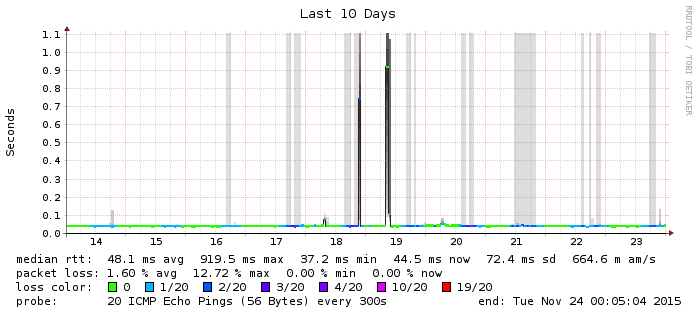 Last 10 Days
RRDTOOL / TOBI OETIKER
Seconds
1.1
1.0
0.9
0.8
0.7
0.6
0.5
0.4
0.3
0.2
0.1
0.0
14 15 16 17 18 19 20 21 22 23
median rtt: 48.1 ms avg 919.5 ms max 37.2 ms min 44.5 ms now 72.4 ms sd 664.6 m am/s
packet loss: 1.60 % avg 12.72 % max 0.00 % min 0.00 % now
loss color: 0 1/20 2/20 3/20 4/20 10/20 19/20
probe: 20 ICMP Echo Pings (56 Bytes) every 300s end: Tue Nov 24 00:05:04 2015